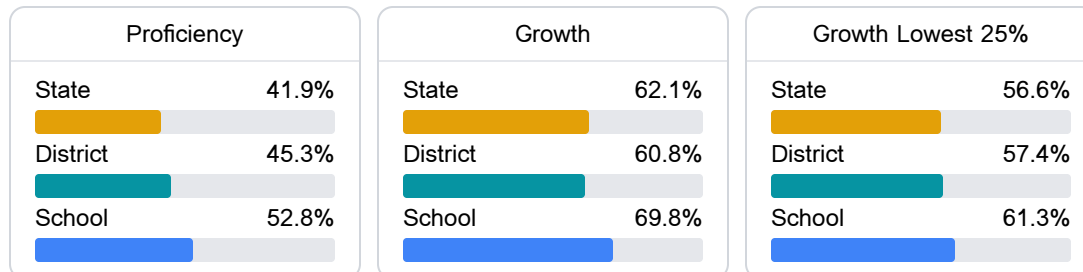 Proficiency
State 41.9%
District 45.3%
School 52.8%
Growth
State 62.1%
District 60.8%
School 69.8%
Growth Lowest 25%
State 56.6%
District 57.4%
School 61.3%